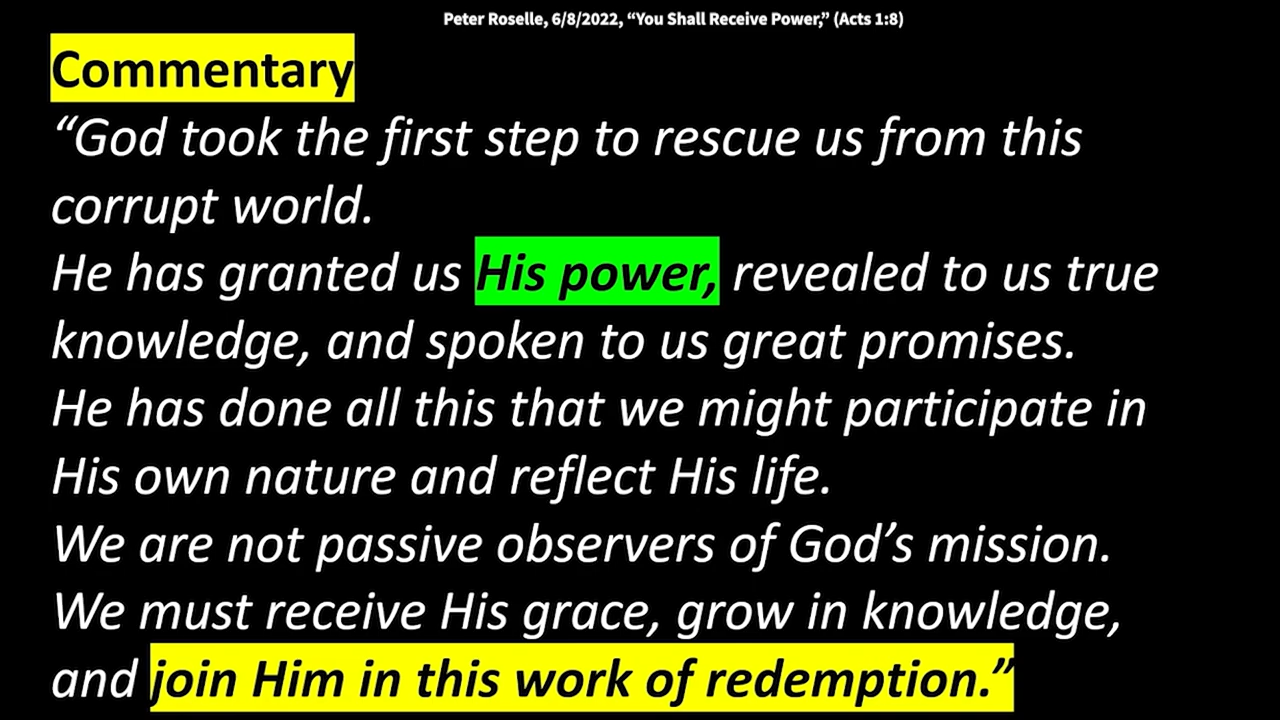 Peter Roselle, 6/8/2022, “You Shall Receive Power,” (Acts 1:8)
Commentary
“God took the first step to rescue us from this
corrupt world.
He has granted us His power, revealed to us true
knowledge, and spoken to us great promises.
He has done all this that we might participate in
His own nature and reflect His life.
We are not passive observers of God’s mission.
We must receive His grace, grow in knowledge,
and join Him in this work of redemption.”